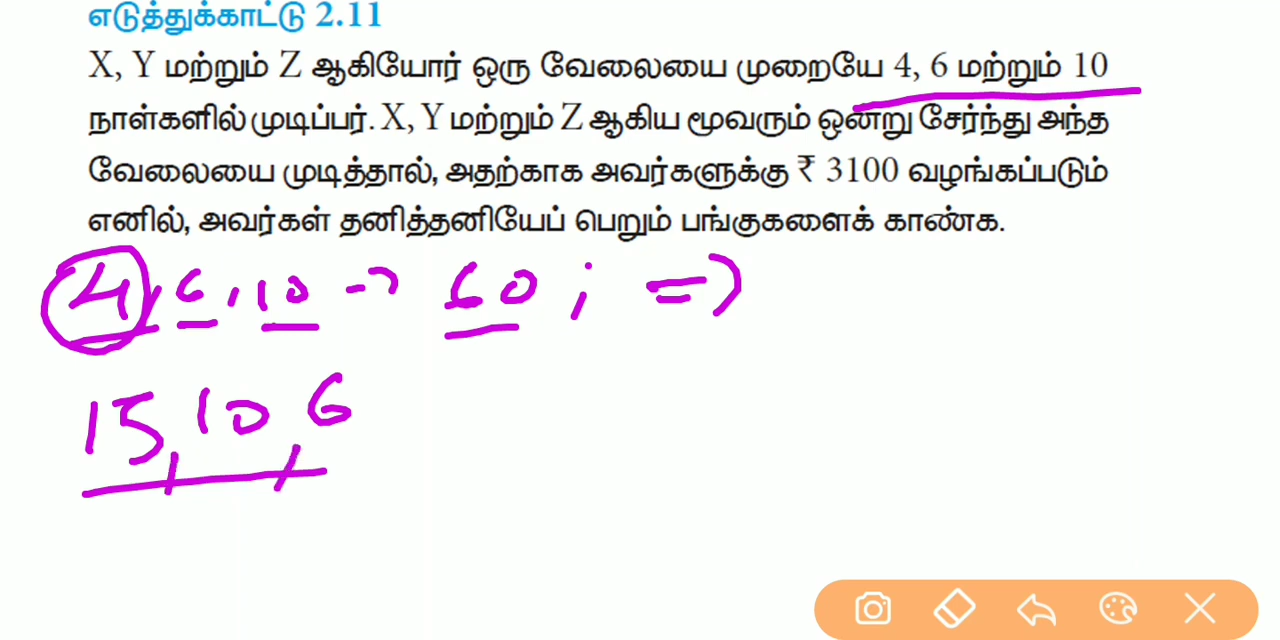 எடுத்துக்காட்டு 2.11
X, Y மற்றும் Z ஆகியோர் ஒரு வேலையை முறையே 4, 6 மற்றும் 10
நாள்களில் முடிப்பர். X, Y மற்றும் Z ஆகிய மூவரும் ஒன்று சேர்ந்து அந்த
வேலையை முடித்தால், அதற்காக அவர்களுக்கு ₹ 3100 வழங்கப்படும்
எனில், அவர்கள் தனித்தனியேப் பெறும் பங்குகளைக் காண்க.
4, 6, 10 → 60 ; =>
15, 10, 6